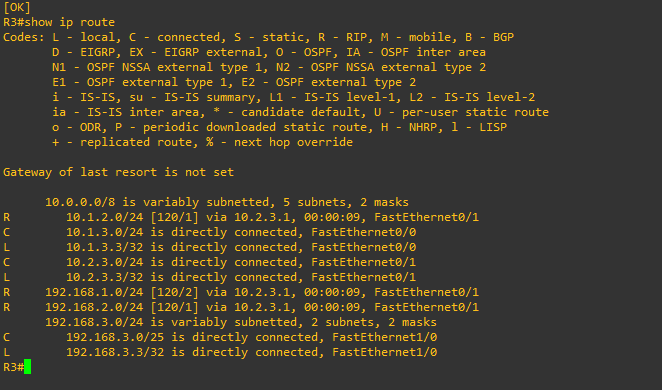 [OK]
R3#show ip route
Codes: L - local, C - connected, S - static, R - RIP, M - mobile, B - BGP
       D - EIGRP, EX - EIGRP external, O - OSPF, IA - OSPF inter area
       N1 - OSPF NSSA external type 1, N2 - OSPF NSSA external type 2
       E1 - OSPF external type 1, E2 - OSPF external type 2
       i - IS-IS, su - IS-IS summary, L1 - IS-IS level-1, L2 - IS-IS level-2
       ia - IS-IS inter area, * - candidate default, U - per-user static route
       o - ODR, P - periodic downloaded static route, H - NHRP, l - LISP
       + - replicated route, % - next hop override

Gateway of last resort is not set

      10.0.0.0/8 is variably subnetted, 5 subnets, 2 masks
R        10.1.2.0/24 [120/1] via 10.2.3.1, 00:00:09, FastEthernet0/1
C        10.1.3.0/24 is directly connected, FastEthernet0/0
L        10.1.3.3/32 is directly connected, FastEthernet0/0
C        10.2.3.0/24 is directly connected, FastEthernet0/1
L        10.2.3.3/32 is directly connected, FastEthernet0/1
R     192.168.1.0/24 [120/2] via 10.2.3.1, 00:00:09, FastEthernet0/1
R     192.168.2.0/24 [120/1] via 10.2.3.1, 00:00:09, FastEthernet0/1
      192.168.3.0/24 is variably subnetted, 2 subnets, 2 masks
C        192.168.3.0/25 is directly connected, FastEthernet1/0
L        192.168.3.3/32 is directly connected, FastEthernet1/0
R3#